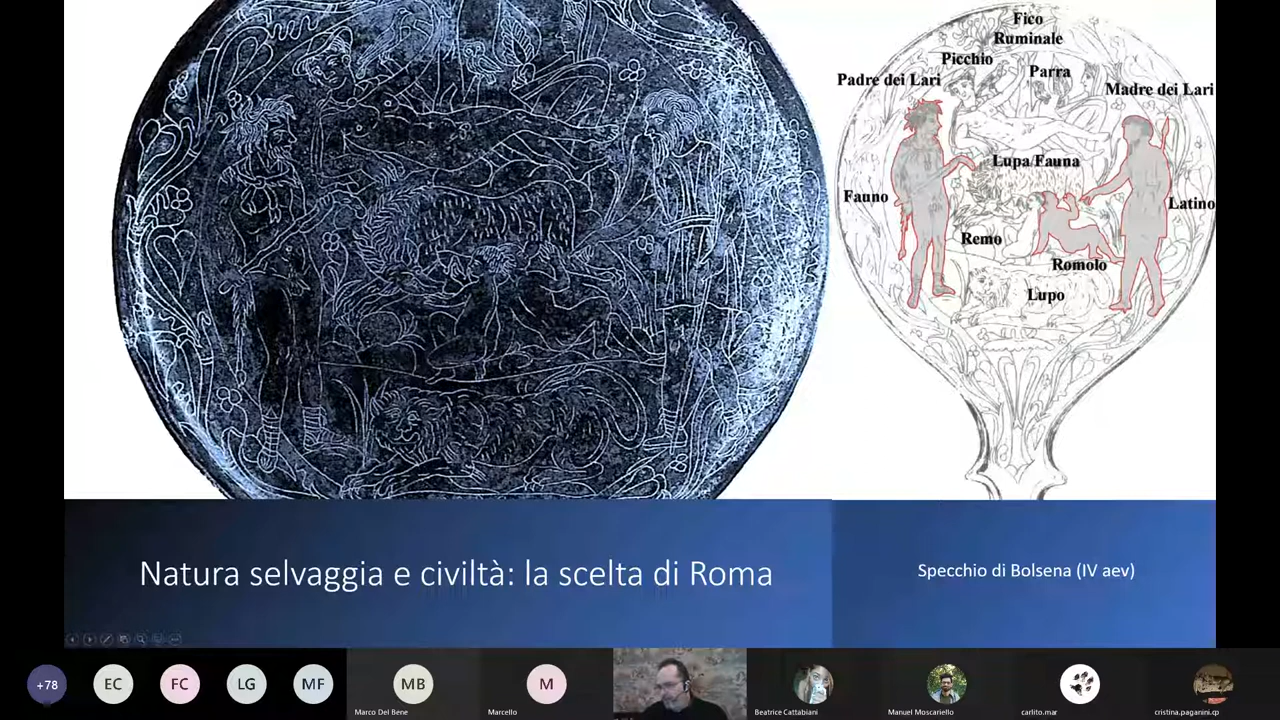 Fico
Ruminale
Picchio
Parra
Padre dei Lari
Madre dei Lari
Lupa/Fauna
Fauno
Latino
Remo
Romolo
Lupo
Natura selvaggia e civiltà: la scelta di Roma
Specchio di Bolsena (IV aev)
+78
EC
FC
LG
MF
MB
M
Marco Del Bene
Marcello
Beatrice Cattabiani
Manuel Moscariello
carlito.mar
cristina.paganini.cp